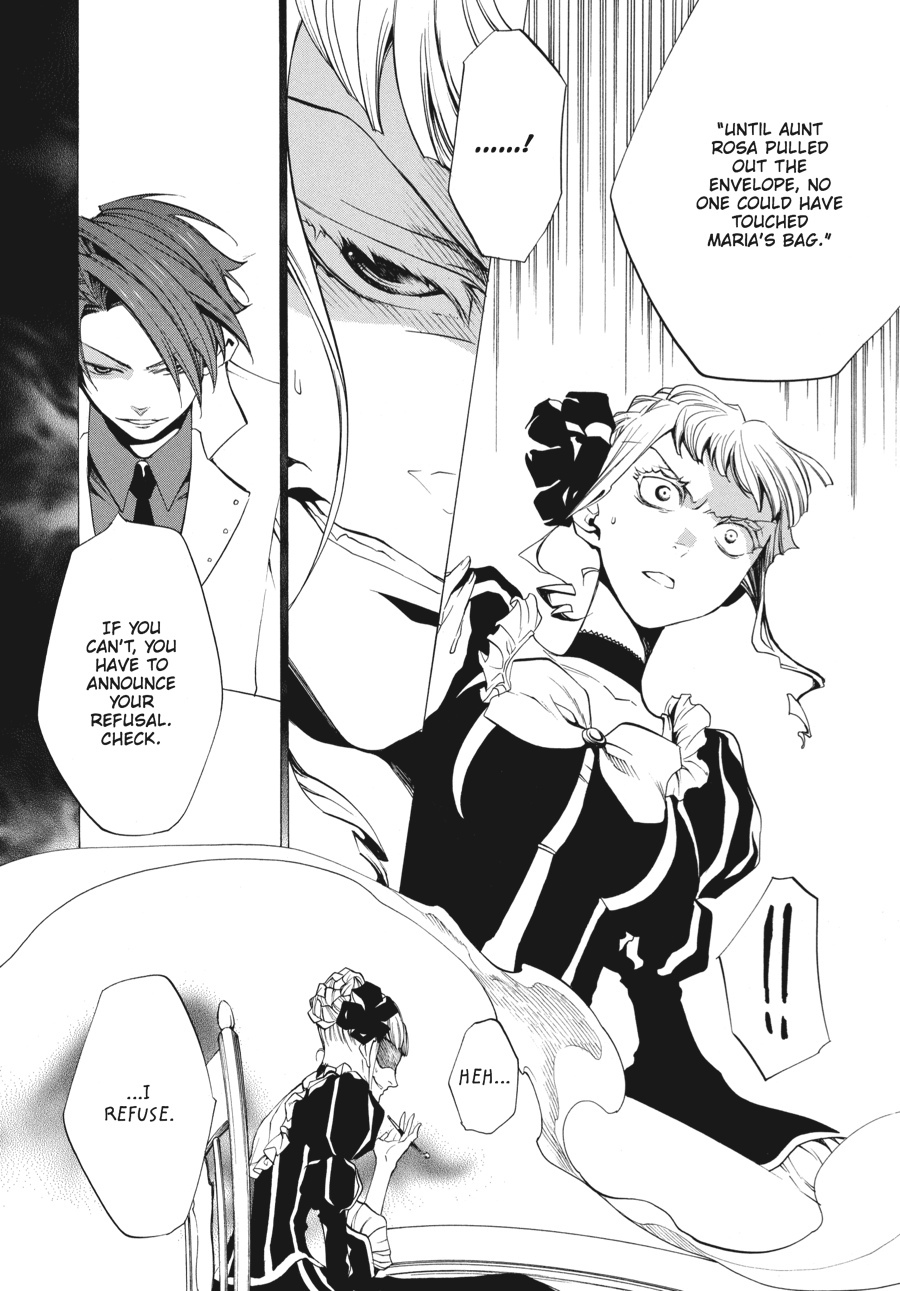 "UNTIL AUNT
ROSA PULLED
OUT THE
ENVELOPE, NO
ONE COULD HAVE
TOUCHED
MARIA'S BAG."
......!
IF YOU
CAN'T, YOU
HAVE TO
ANNOUNCE
YOUR
REFUSAL.
CHECK.
!!
HEH...
...I
REFUSE.